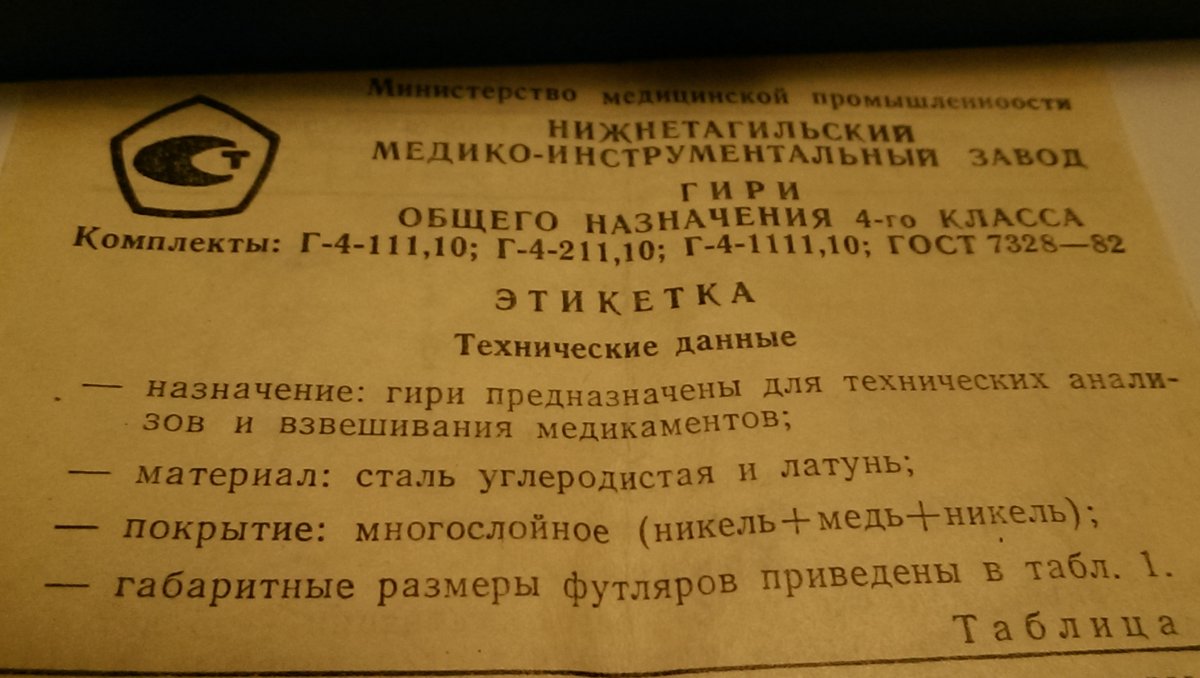 Министерство медицинской промышленноости
НИЖНЕТАГИЛЬСКИЙ
МЕДИКО-ИНСТРУМЕНТАЛЬНЫЙ ЗАВОД
ГИРИ
ОБЩЕГО НАЗНАЧЕНИЯ 4-го КЛАССА
Комплекты: Г-4-111,10; Г-4-211,10; Г-4-1111,10; ГОСТ 7328—82
ЭТИКЕТКА
Технические данные
— назначение: гири предназначены для технических анали-
зов и взвешивания медикаментов;
— материал: сталь углеродистая и латунь;
— покрытие: многослойное (никель+медь+никель);
— габаритные размеры футляров приведены в табл. 1.
Таблица